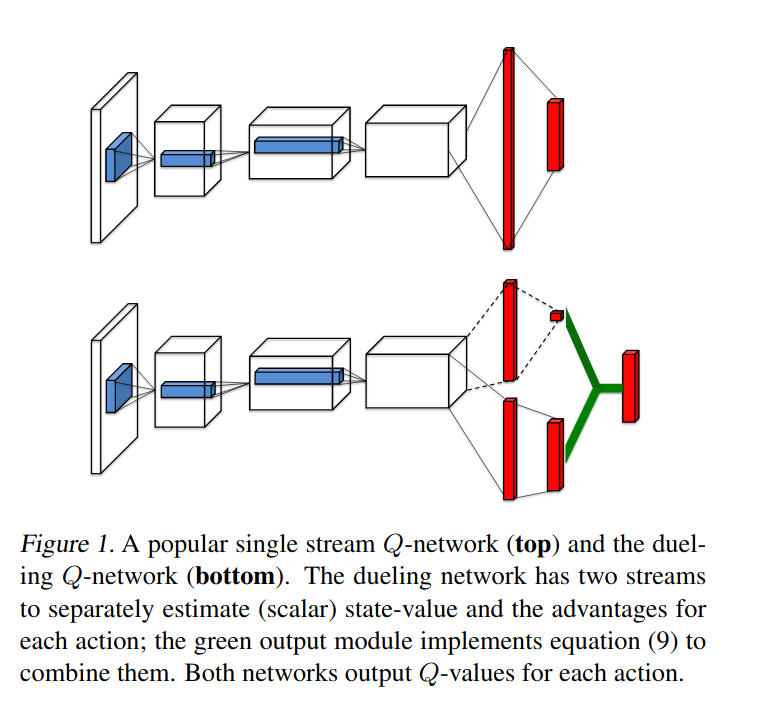 Figure 1. A popular single stream Q-network (top) and the duel-
ing Q-network (bottom). The dueling network has two streams
to separately estimate (scalar) state-value and the advantages for
each action; the green output module implements equation (9) to
combine them. Both networks output Q-values for each action.